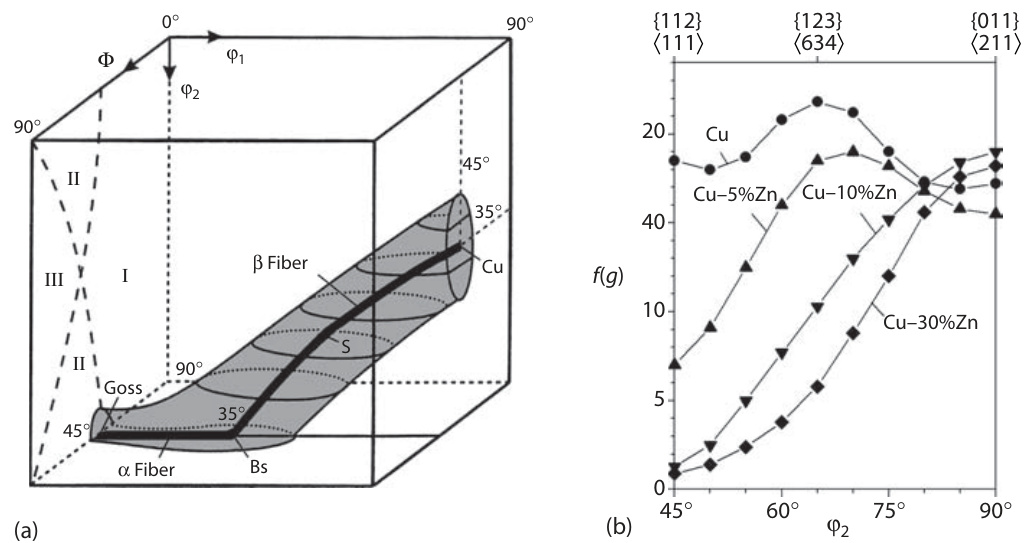 0°
90°
φ1
Φ
φ2
90°
II
45°
35°
III
I
β Fiber
Cu
S
II
90°
Goss
35°
45°
α Fiber
Bs
(a)
{112}
{123}
{011}
⟨111⟩
⟨634⟩
⟨211⟩
20
Cu
Cu–5%Zn
Cu–10%Zn
40
f(g)
10
Cu–30%Zn
5
0
45°
60°
75°
90°
φ2
(b)